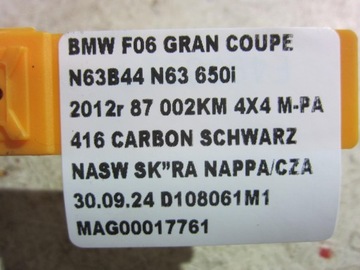 BMW F06 GRAN COUPE
N63B44 N63 650i
2012r 87 002KM 4X4 M-PA
416 CARBON SCHWARZ
NASW SK"RA NAPPA/CZA
30.09.24 D108061M1
MAG00017761